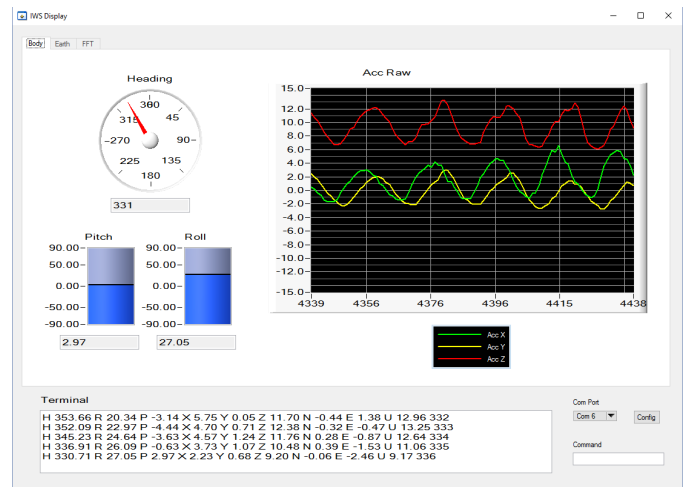 IWS Display
Body Earth FFT
Heading
360
315 45
270 90
225 135
180
331
Pitch Roll
90.00 90.00
50.00 50.00
0.00 0.00
-50.00 -50.00
-90.00 -90.00
2.97 27.05
Acc Raw
15.0
12.0
10.0
8.0
6.0
4.0
2.0
0.0
-2.0
-4.0
-6.0
-8.0
-10.0
-12.0
-15.0
4339 4356 4376 4396 4415 4438
Acc X
Acc Y
Acc Z
Terminal
H 353.66 R 20.34 P -3.14 X 5.75 Y 0.05 Z 11.70 N -0.44 E 1.38 U 12.96 332
H 352.09 R 22.97 P -4.44 X 4.70 Y 0.71 Z 12.38 N -0.32 E -0.47 U 13.25 333
H 345.23 R 24.64 P -3.63 X 4.57 Y 1.24 Z 11.76 N 0.28 E -0.87 U 12.64 334
H 336.91 R 26.09 P -0.63 X 3.73 Y 1.07 Z 10.48 N 0.39 E -1.53 U 11.06 335
H 330.71 R 27.05 P 2.97 X 2.23 Y 0.68 Z 9.20 N -0.06 E -2.46 U 9.17 336
Com Port
Com 6 Config
Command